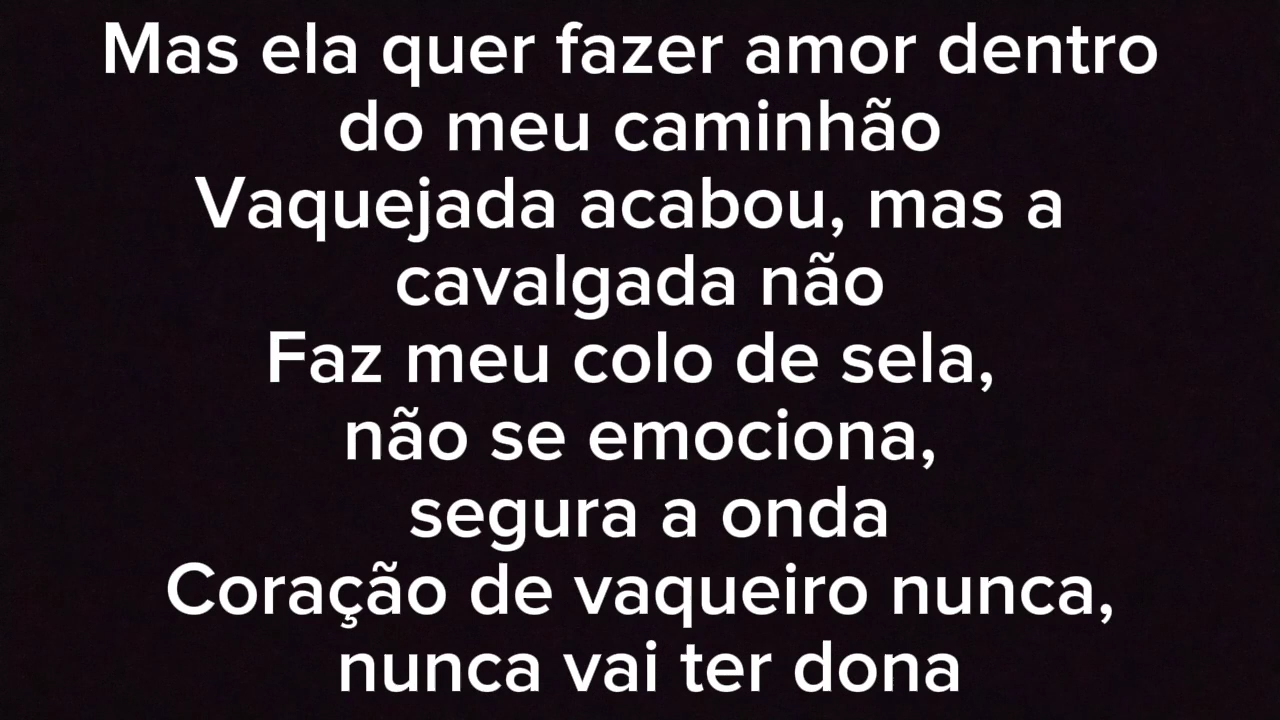 Mas ela quer fazer amor dentro
do meu caminhão
Vaquejada acabou, mas a
cavalgada não
Faz meu colo de sela,
não se emociona,
segura a onda
Coração de vaqueiro nunca,
nunca vai ter dona